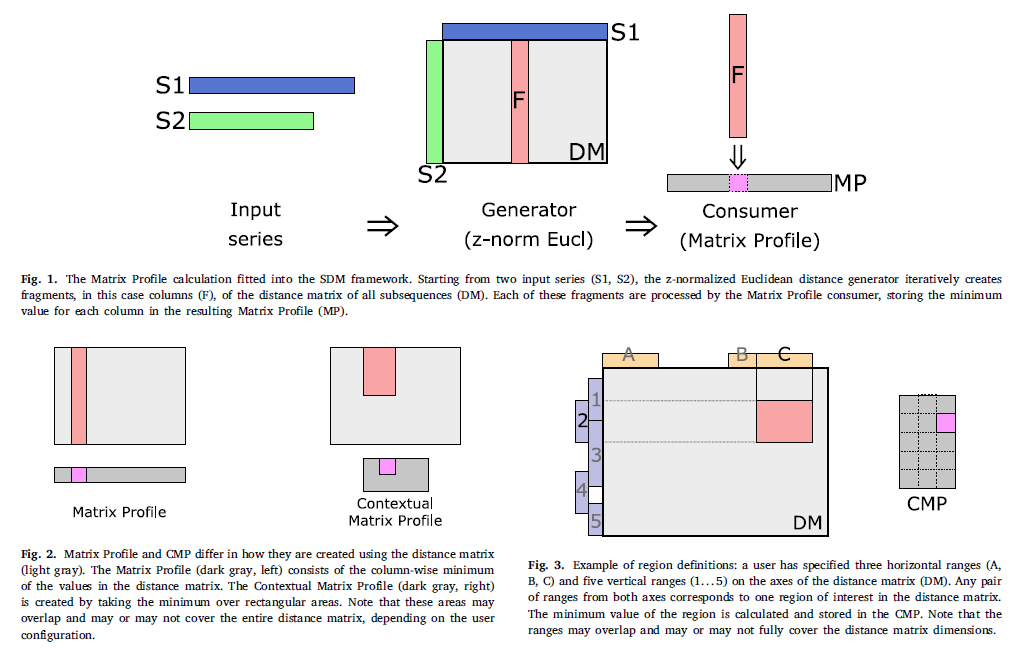 S1
S2
Input
series
⇒
S1
S2
F
DM
Generator
(z-norm Eucl)
⇒
F
⇓
MP
Consumer
(Matrix Profile)
Fig. 1. The Matrix Profile calculation fitted into the SDM framework. Starting from two input series (S1, S2), the z-normalized Euclidean distance generator iteratively creates
fragments, in this case columns (F), of the distance matrix of all subsequences (DM). Each of these fragments are processed by the Matrix Profile consumer, storing the minimum
value for each column in the resulting Matrix Profile (MP).
Matrix Profile
Contextual
Matrix Profile
Fig. 2. Matrix Profile and CMP differ in how they are created using the distance matrix
(light gray). The Matrix Profile (dark gray, left) consists of the column-wise minimum
of the values in the distance matrix. The Contextual Matrix Profile (dark gray, right)
is created by taking the minimum over rectangular areas. Note that these areas may
overlap and may or may not cover the entire distance matrix, depending on the user
configuration.
A
B
C
1
2
3
4
5
DM
CMP
Fig. 3. Example of region definitions: a user has specified three horizontal ranges (A,
B, C) and five vertical ranges (1…5) on the axes of the distance matrix (DM). Any pair
of ranges from both axes corresponds to one region of interest in the distance matrix.
The minimum value of the region is calculated and stored in the CMP. Note that the
ranges may overlap and may or may not fully cover the distance matrix dimensions.